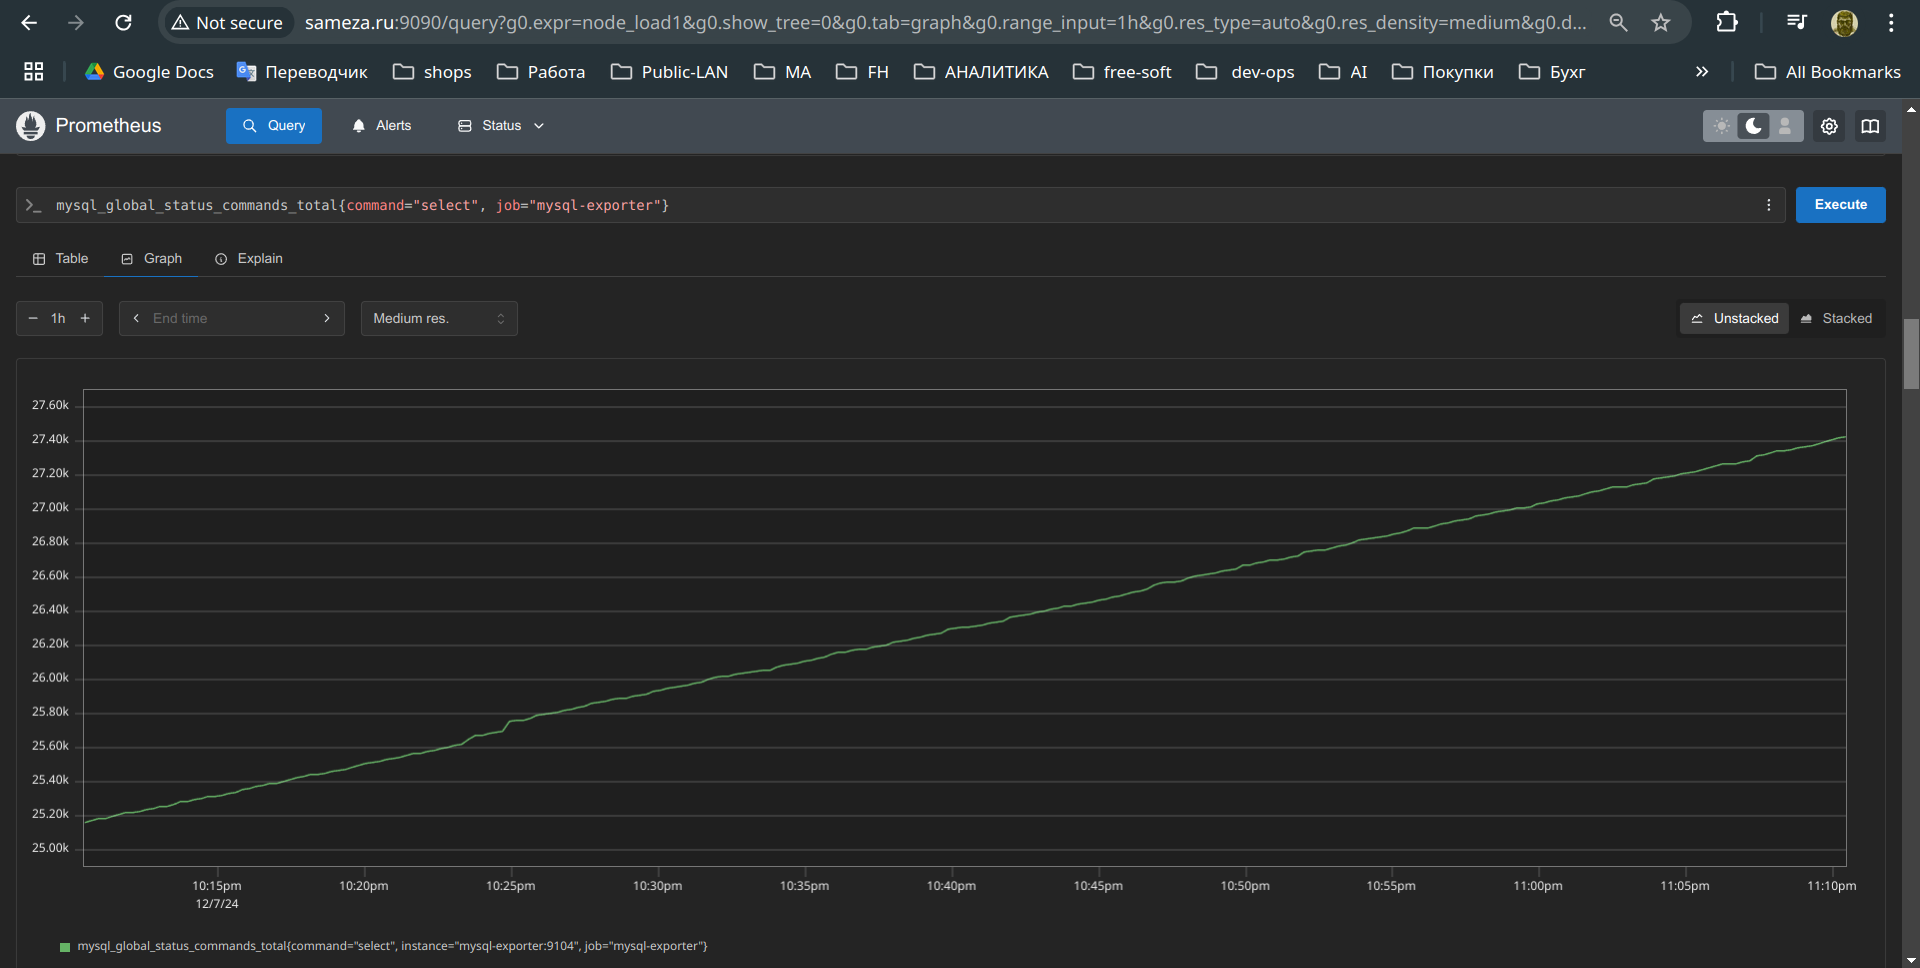 Not secure sameza.ru:9090/query?g0.expr=node_load1&g0.show_tree=0&g0.tab=graph&g0.range_input=1h&g0.res_type=auto&g0.res_density=medium&g0.d...
Google Docs Переводчик shops Работа Public-LAN MA FH АНАЛИТИКА free-soft dev-ops AI Покупки Бухг » All Bookmarks
Prometheus Query Alerts Status
>_ mysql_global_status_commands_total{command="select", job="mysql-exporter"} Execute
Table Graph Explain
− 1h + < End time > Medium res. Unstacked Stacked
27.60k
27.40k
27.20k
27.00k
26.80k
26.60k
26.40k
26.20k
26.00k
25.80k
25.60k
25.40k
25.20k
25.00k
10:15pm 10:20pm 10:25pm 10:30pm 10:35pm 10:40pm 10:45pm 10:50pm 10:55pm 11:00pm 11:05pm 11:10pm
12/7/24
mysql_global_status_commands_total{command="select", instance="mysql-exporter:9104", job="mysql-exporter"}